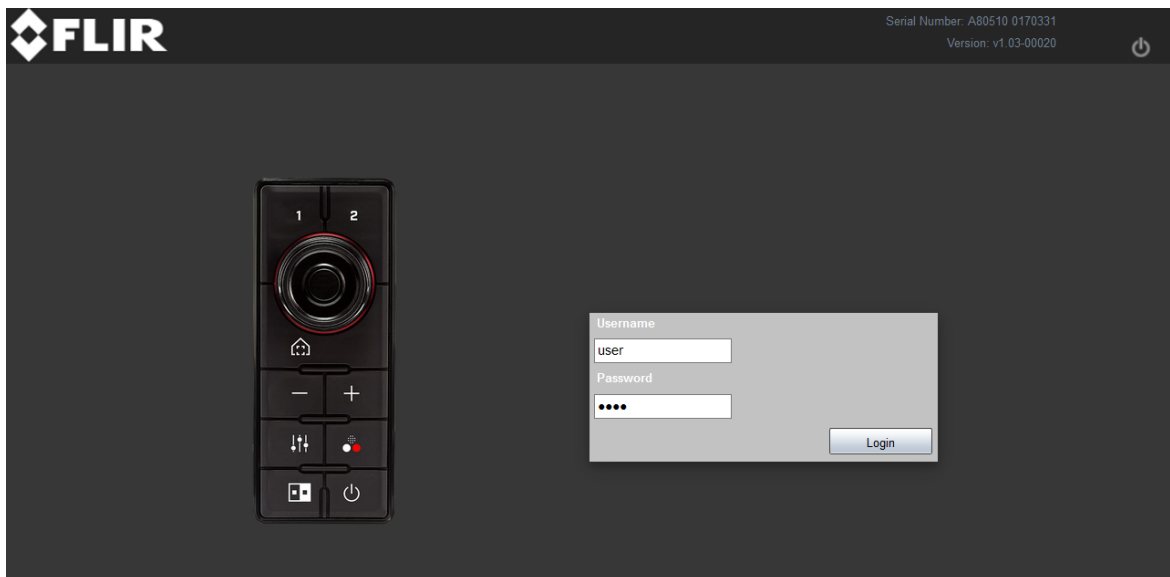 FLIR
Serial Number: A80510 0170331
Version: v1.03-00020
1 2
Username
user
Password
••••
Login